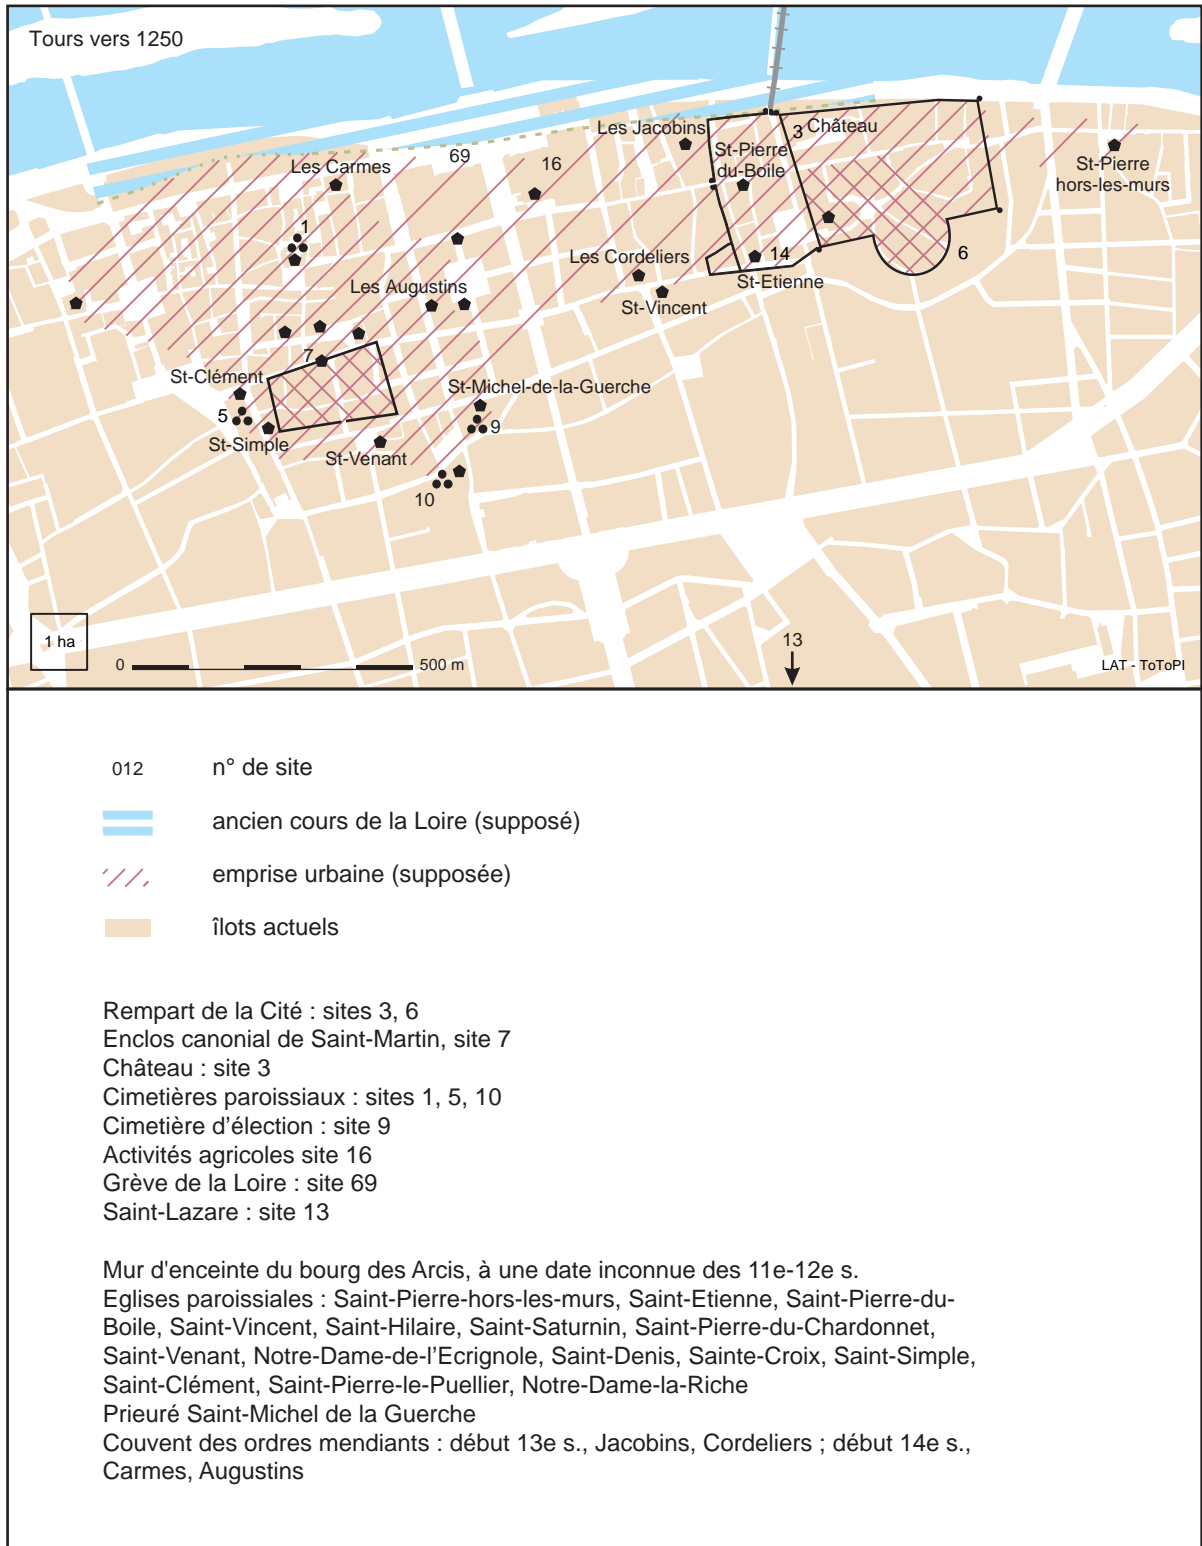 Tours vers 1250
Les Jacobins
3 Château
69
16
St-Pierre
du-Boile
St-Pierre
hors-les-murs
Les Carmes
1
Les Cordeliers
14
6
St-Etienne
Les Augustins
St-Vincent
7
St-Clément
St-Michel-de-la-Guerche
5
9
St-Simple
St-Venant
10
1 ha
0
500 m
13
LAT - ToToPI
012 n° de site
ancien cours de la Loire (supposé)
emprise urbaine (supposée)
îlots actuels
Rempart de la Cité : sites 3, 6
Enclos canonial de Saint-Martin, site 7
Château : site 3
Cimetières paroissiaux : sites 1, 5, 10
Cimetière d'élection : site 9
Activités agricoles site 16
Grève de la Loire : site 69
Saint-Lazare : site 13
Mur d'enceinte du bourg des Arcis, à une date inconnue des 11e-12e s.
Eglises paroissiales : Saint-Pierre-hors-les-murs, Saint-Etienne, Saint-Pierre-du-
Boile, Saint-Vincent, Saint-Hilaire, Saint-Saturnin, Saint-Pierre-du-Chardonnet,
Saint-Venant, Notre-Dame-de-l'Ecrignole, Saint-Denis, Sainte-Croix, Saint-Simple,
Saint-Clément, Saint-Pierre-le-Puellier, Notre-Dame-la-Riche
Prieuré Saint-Michel de la Guerche
Couvent des ordres mendiants : début 13e s., Jacobins, Cordeliers ; début 14e s.,
Carmes, Augustins